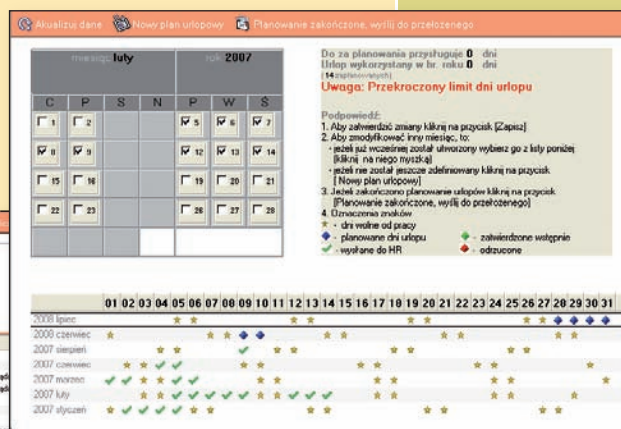 Akualizuj dane Nowy plan urlopowy Planowanie zakończone, wyślij do przełożonego
miesiąc luty rok 2007
C P S N P W Ś
1 2 5 6 7
8 9 12 13 14
15 16 19 20 21
22 23 26 27 28
Do za planowania przysługuje 0 dni
Urlop wykorzystany w br. roku 0 dni
(14 zaplanowanych)
Uwaga: Przekroczony limit dni urlopu
Podpowiedź:
1. Aby zatwierdzić zmiany kliknij na przycisk [Zapisz]
2. Aby zmodyfikować inny miesiąc, to:
- jeżeli już wcześniej został utworzony wybierz go z listy poniżej
(kliknij na niego myszką)
- jeżeli nie został jeszcze zdefiniowany kliknij na przycisk
[ Nowy plan urlopowy]
3. Jeżeli zakończono planowanie urlopów kliknij na przycisk
[Planowanie zakończone, wyślij do przełożonego]
4. Oznaczenia znaków
- dni wolne od pracy
- planowane dni urlopu - zatwierdzone wstępnie
- wysłane do HR - odrzucone
01 02 03 04 05 06 07 08 09 10 11 12 13 14 15 16 17 18 19 20 21 22 23 24 25 26 27 28 29 30 31
2008 lipiec
2008 czerwiec
2007 sierpień
2007 czerwiec
2007 marzec
2007 luty
2007 styczeń